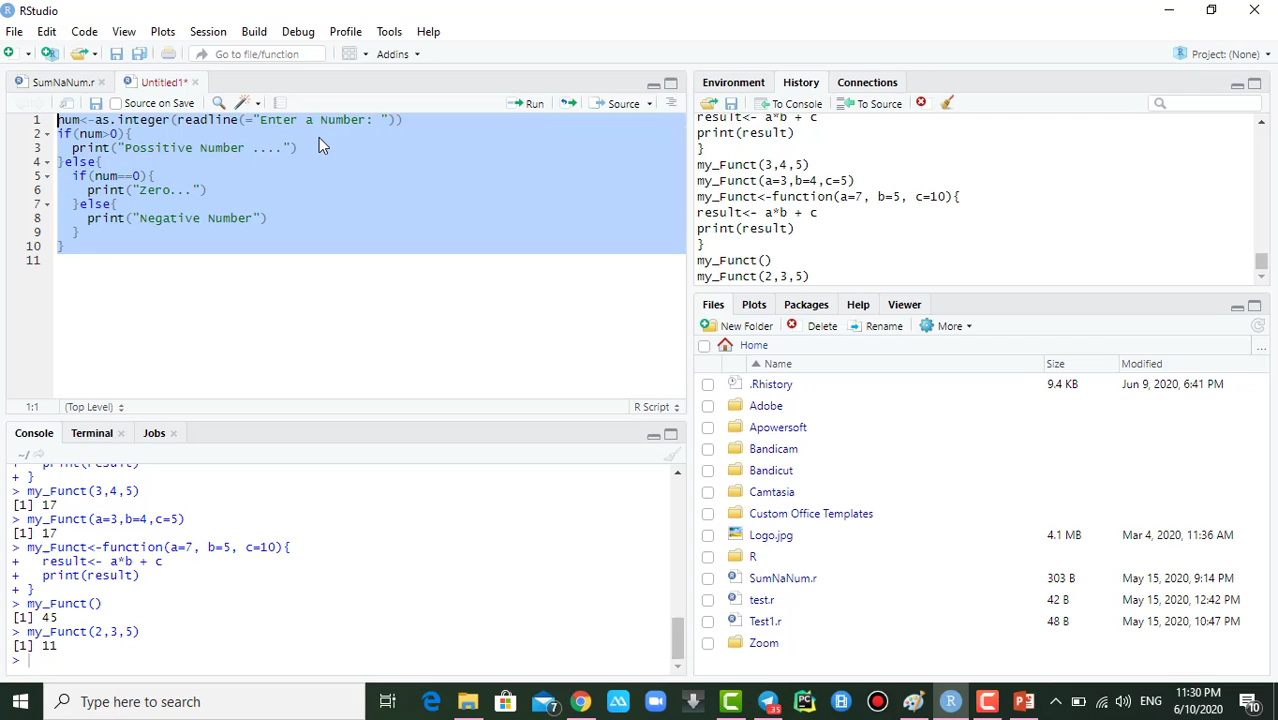 RStudio
File Edit Code View Plots Session Build Debug Profile Tools Help
Go to file/function Addins Project: (None)
SumNaNum.r Untitled1*
Source on Save Run Source
1 num<-as.integer(readline(="Enter a Number: "))
2 if(num>0){
3 print("Possitive Number ....")
4 }else{
5 if(num==0){
6 print("Zero...")
7 }else{
8 print("Negative Number")
9 }
10 }
11
1:1 (Top Level) R Script
Console Terminal Jobs
~/
+ print(result)
+ }
> my_Funct(3,4,5)
[1] 17
> my_Funct(a=3,b=4,c=5)
[1] 17
> my_Funct<-function(a=7, b=5, c=10){
+ result<- a*b + c
+ print(result)
+ }
> my_Funct()
[1] 45
> my_Funct(2,3,5)
[1] 11
>
Environment History Connections
To Console To Source
result<- a*b + c
print(result)
}
my_Funct(3,4,5)
my_Funct(a=3,b=4,c=5)
my_Funct<-function(a=7, b=5, c=10){
result<- a*b + c
print(result)
}
my_Funct()
my_Funct(2,3,5)
Files Plots Packages Help Viewer
New Folder Delete Rename More
Home ...
Name Size Modified
.Rhistory 9.4 KB Jun 9, 2020, 6:41 PM
Adobe
Apowersoft
Bandicam
Bandicut
Camtasia
Custom Office Templates
Logo.jpg 4.1 MB Mar 4, 2020, 11:36 AM
R
SumNaNum.r 303 B May 15, 2020, 9:14 PM
test.r 42 B May 15, 2020, 12:42 PM
Test1.r 48 B May 15, 2020, 10:47 PM
Zoom
Type here to search 7 35 PC R ENG 11:30 PM
6/10/2020 10